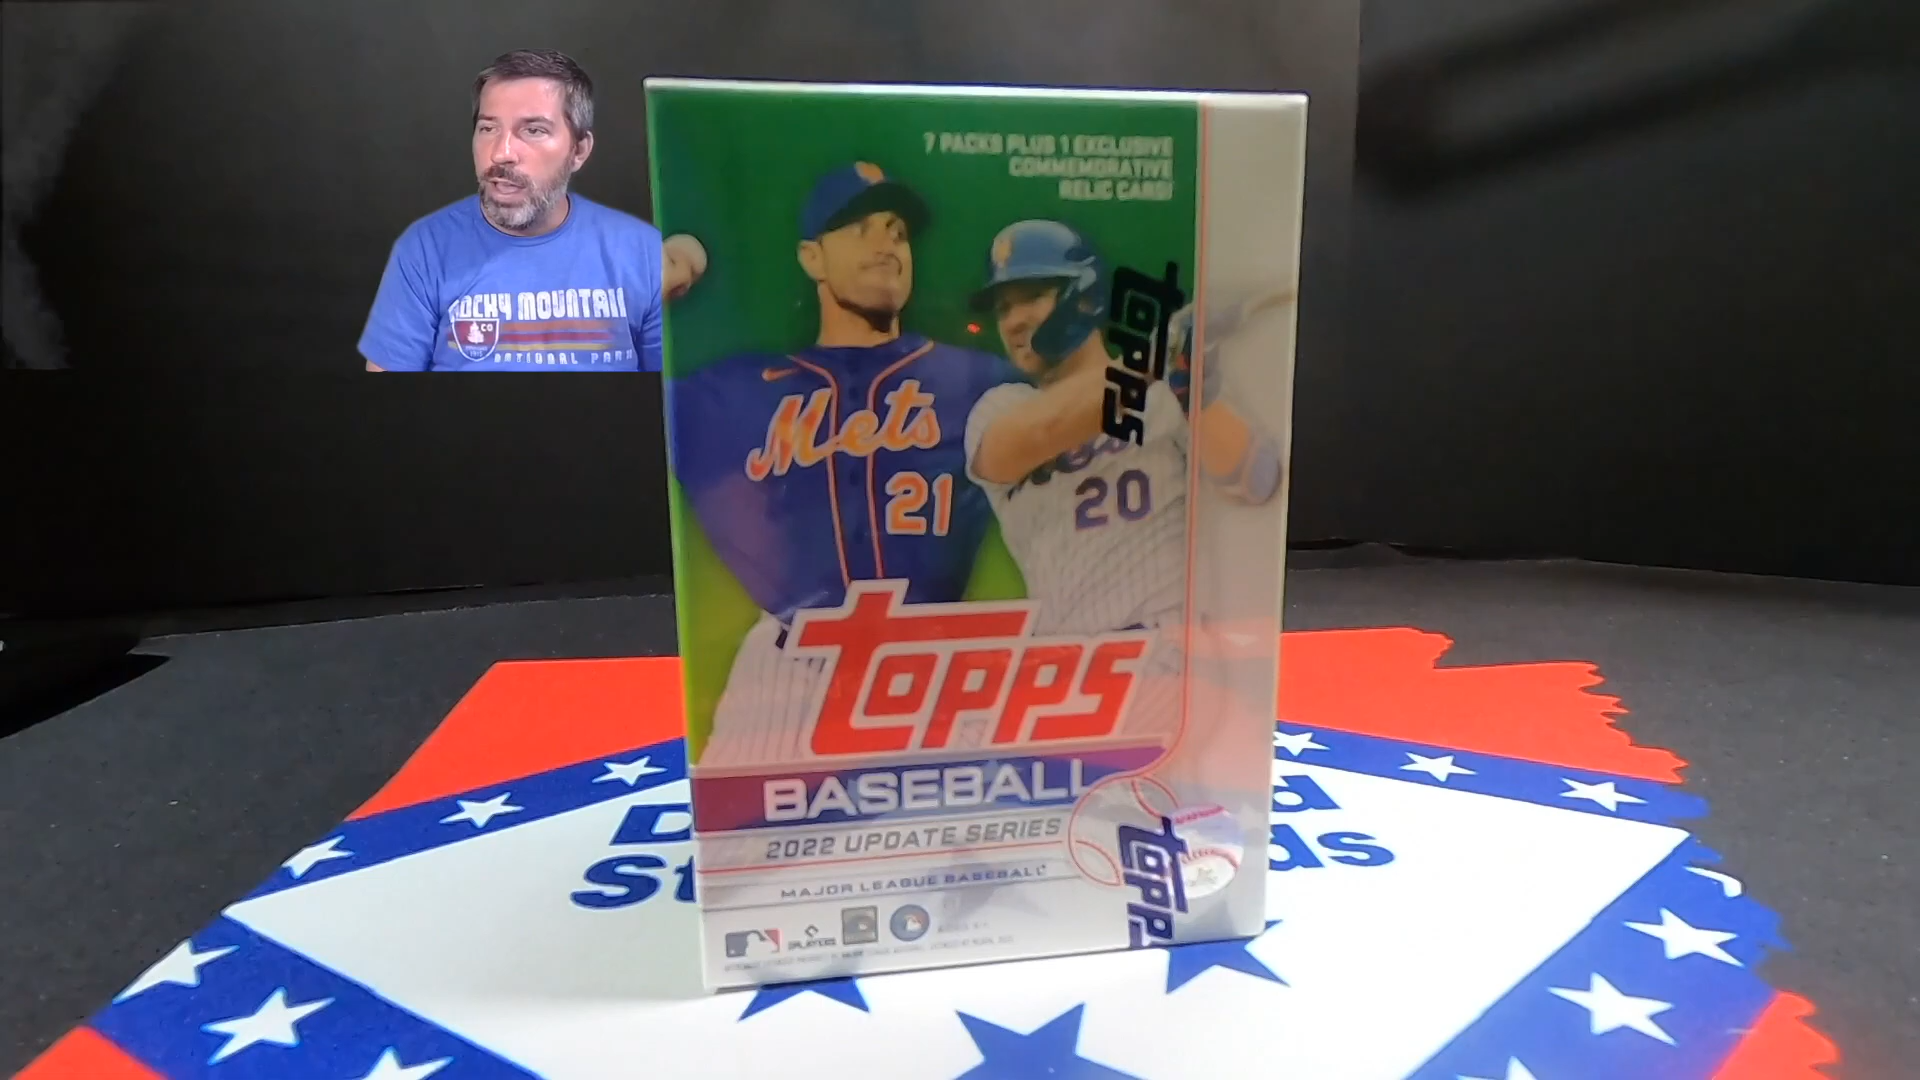 7 PACKS PLUS 1 EXCLUSIVE
COMMEMORATIVE
RELIC CARD!
ROCKY MOUNTAIN
CO
NATIONAL PARK
Mets
21
20
topps
topps
BASEBALL
2022 UPDATE SERIES
MAJOR LEAGUE BASEBALL
topps